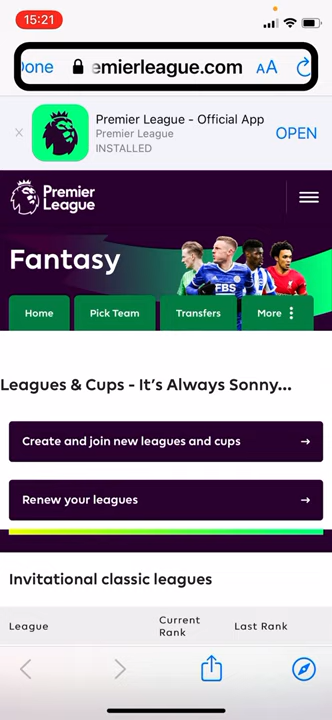 15:21
Done
emierleague.com AA
Premier League - Official App
Premier League
INSTALLED
OPEN
Premier
League
Fantasy
FBS
Home
Pick Team
Transfers
More
Leagues & Cups - It's Always Sonny...
Create and join new leagues and cups
Renew your leagues
Invitational classic leagues
League
Current
Rank
Last Rank